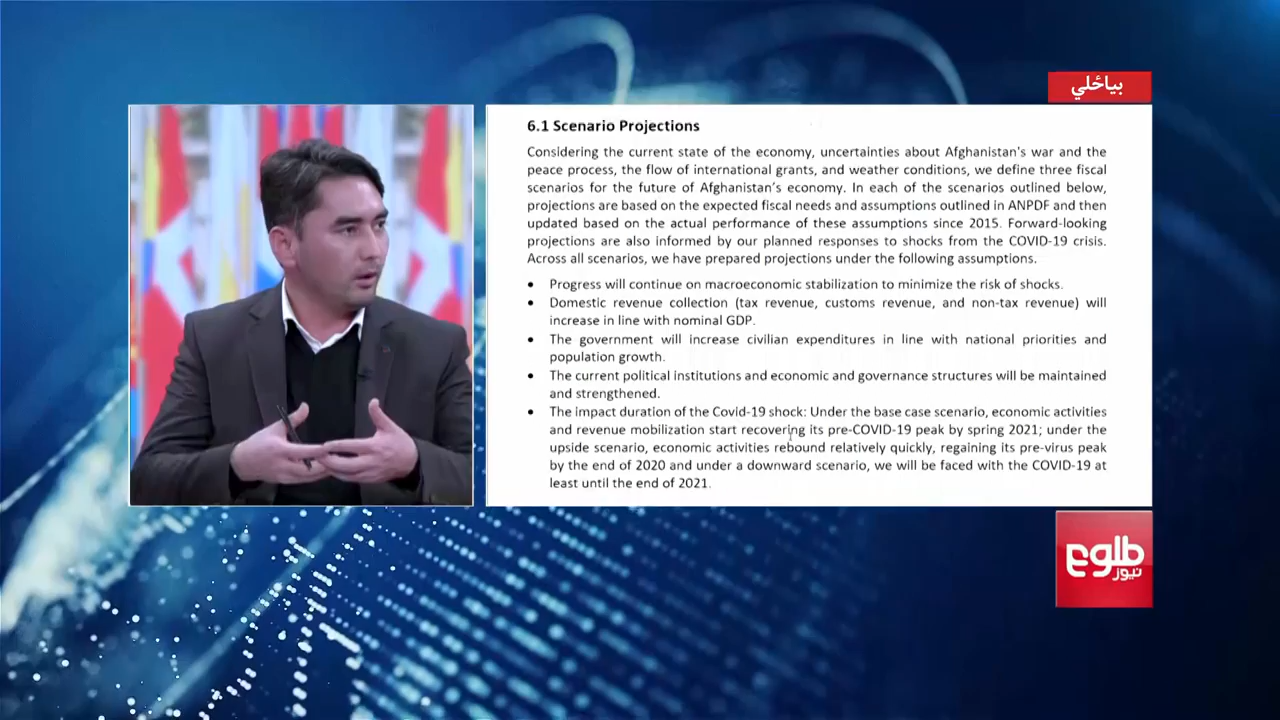 بياځلي
6.1 Scenario Projections
Considering the current state of the economy, uncertainties about Afghanistan's war and the
peace process, the flow of international grants, and weather conditions, we define three fiscal
scenarios for the future of Afghanistan's economy. In each of the scenarios outlined below,
projections are based on the expected fiscal needs and assumptions outlined in ANPDF and then
updated based on the actual performance of these assumptions since 2015. Forward-looking
projections are also informed by our planned responses to shocks from the COVID-19 crisis.
Across all scenarios, we have prepared projections under the following assumptions.
• Progress will continue on macroeconomic stabilization to minimize the risk of shocks.
• Domestic revenue collection (tax revenue, customs revenue, and non-tax revenue) will
increase in line with nominal GDP.
• The government will increase civilian expenditures in line with national priorities and
population growth.
• The current political institutions and economic and governance structures will be maintained
and strengthened.
• The impact duration of the Covid-19 shock: Under the base case scenario, economic activities
and revenue mobilization start recovering its pre-COVID-19 peak by spring 2021; under the
upside scenario, economic activities rebound relatively quickly, regaining its pre-virus peak
by the end of 2020 and under a downward scenario, we will be faced with the COVID-19 at
least until the end of 2021.
طلوع
نیوز